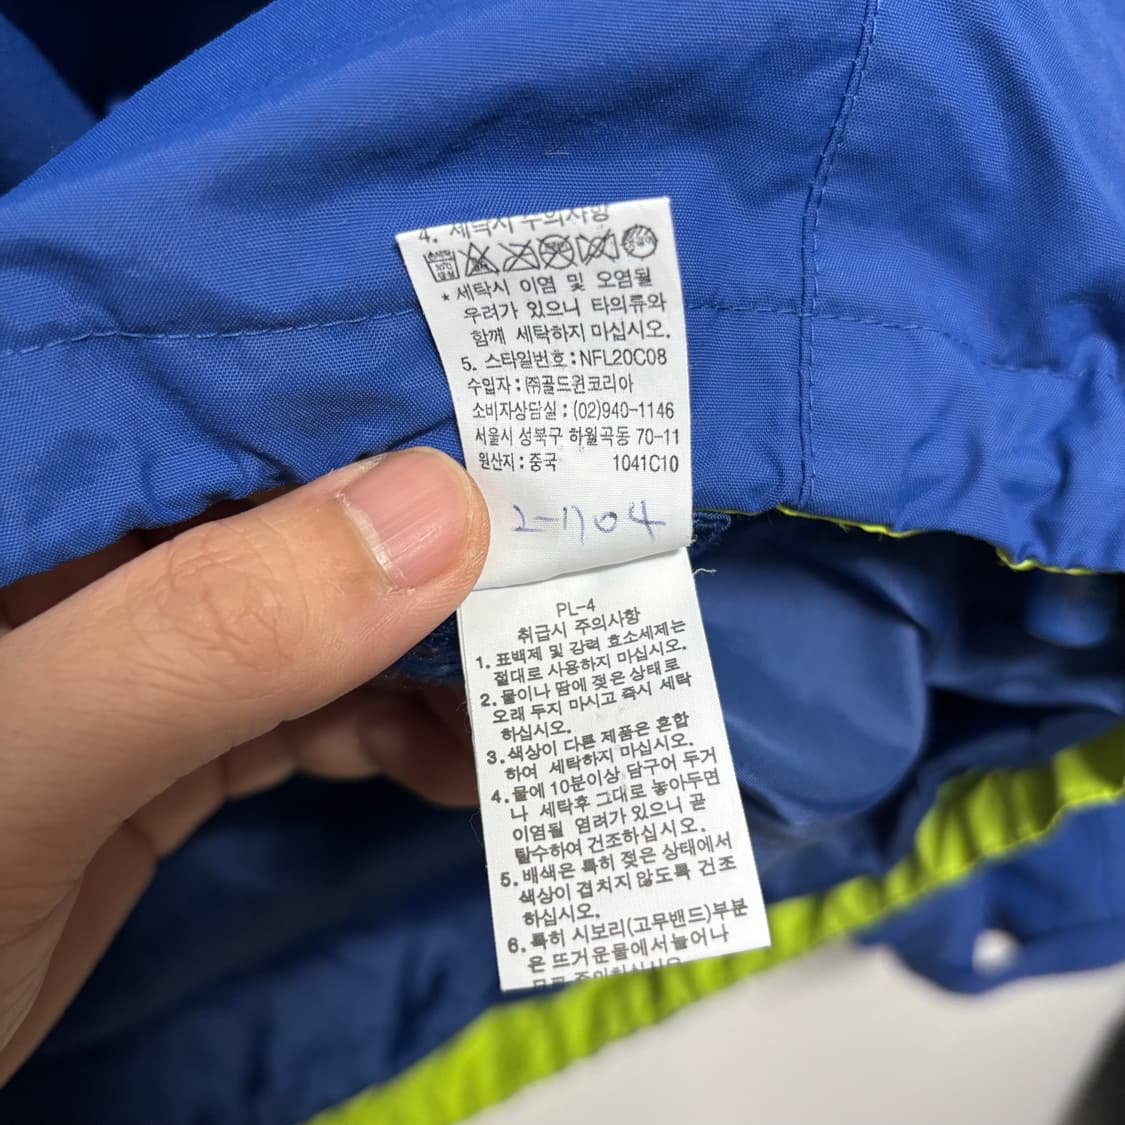 4. 세탁시 주의사항
* 세탁시 이염 및 오염될
우려가 있으니 타의류와
함께 세탁하지 마십시오.
5. 스타일번호 : NFL20C08
수입자 : ㈜골드윈코리아
소비자상담실 : (02)940-1146
서울시 성북구 하월곡동 70-11
원산지 : 중국 1041C10
2-1704
PL-4
취급시 주의사항
1. 표백제 및 강력 효소세제는
절대로 사용하지 마십시오.
2. 물이나 땀에 젖은 상태로
오래 두지 마시고 즉시 세탁
하십시오.
3. 색상이 다른 제품은 혼합
하여 세탁하지 마십시오.
4. 물에 10분이상 담구어 두거
나 세탁후 그대로 놓아두면
이염될 염려가 있으니 곧
탈수하여 건조하십시오.
5. 배색은 특히 젖은 상태에서
색상이 겹치지 않도록 건조
하십시오.
6. 특히 시보리(고무밴드)부분
은 뜨거운물에서 늘어나